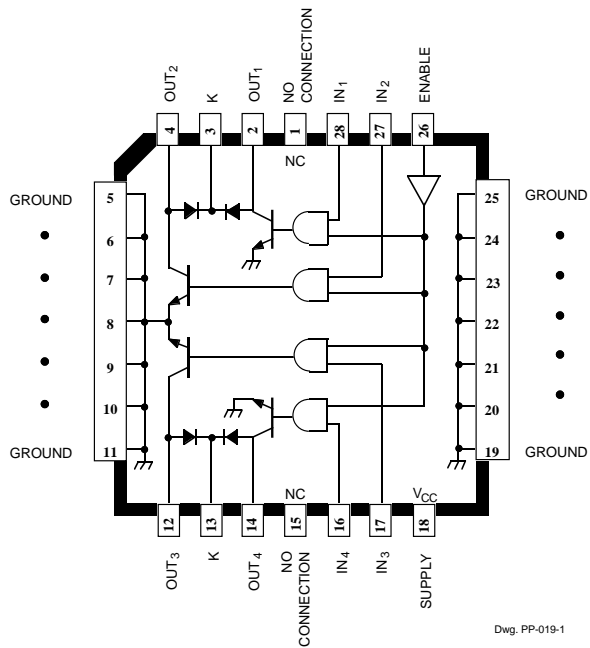 OUT2
K
OUT1
NO CONNECTION
IN1
IN2
ENABLE
4
3
2
1
28
27
26
NC
GROUND
5
6
7
8
9
10
11
GROUND
25
GROUND
24
23
22
21
20
19
GROUND
NC
VCC
12
13
14
15
16
17
18
OUT3
K
OUT4
NO CONNECTION
IN4
IN3
SUPPLY
Dwg. PP-019-1